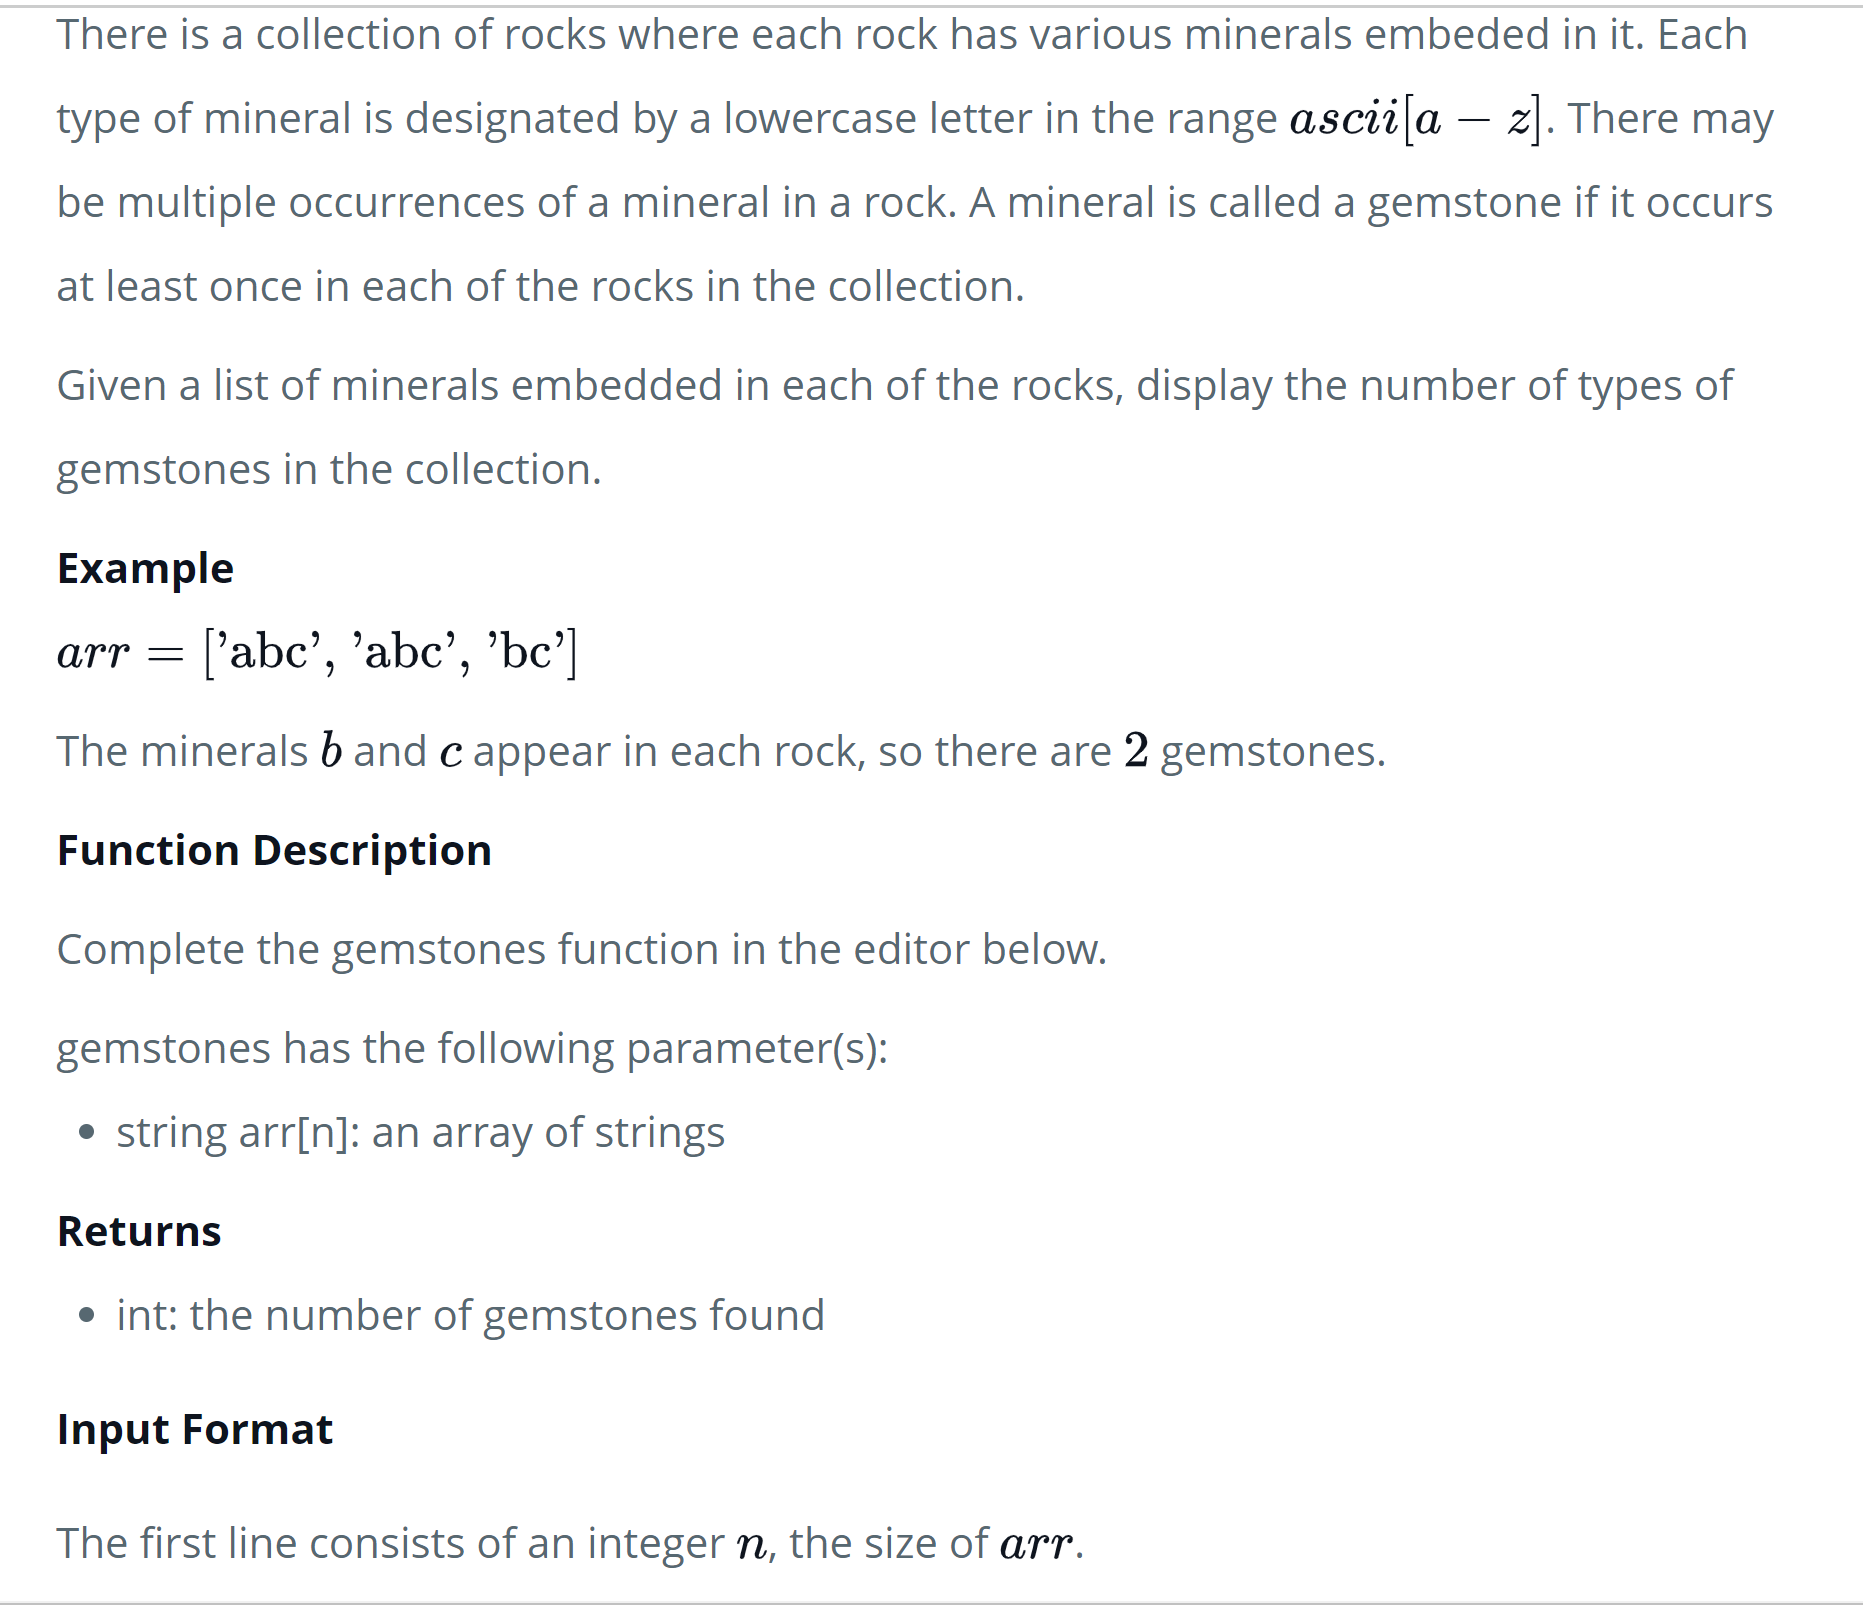 There is a collection of rocks where each rock has various minerals embeded in it. Each
type of mineral is designated by a lowercase letter in the range ascii[a − z]. There may
be multiple occurrences of a mineral in a rock. A mineral is called a gemstone if it occurs
at least once in each of the rocks in the collection.
Given a list of minerals embedded in each of the rocks, display the number of types of
gemstones in the collection.
Example
arr = [’abc’, ’abc’, ’bc’]
The minerals b and c appear in each rock, so there are 2 gemstones.
Function Description
Complete the gemstones function in the editor below.
gemstones has the following parameter(s):
• string arr[n]: an array of strings
Returns
• int: the number of gemstones found
Input Format
The first line consists of an integer n, the size of arr.